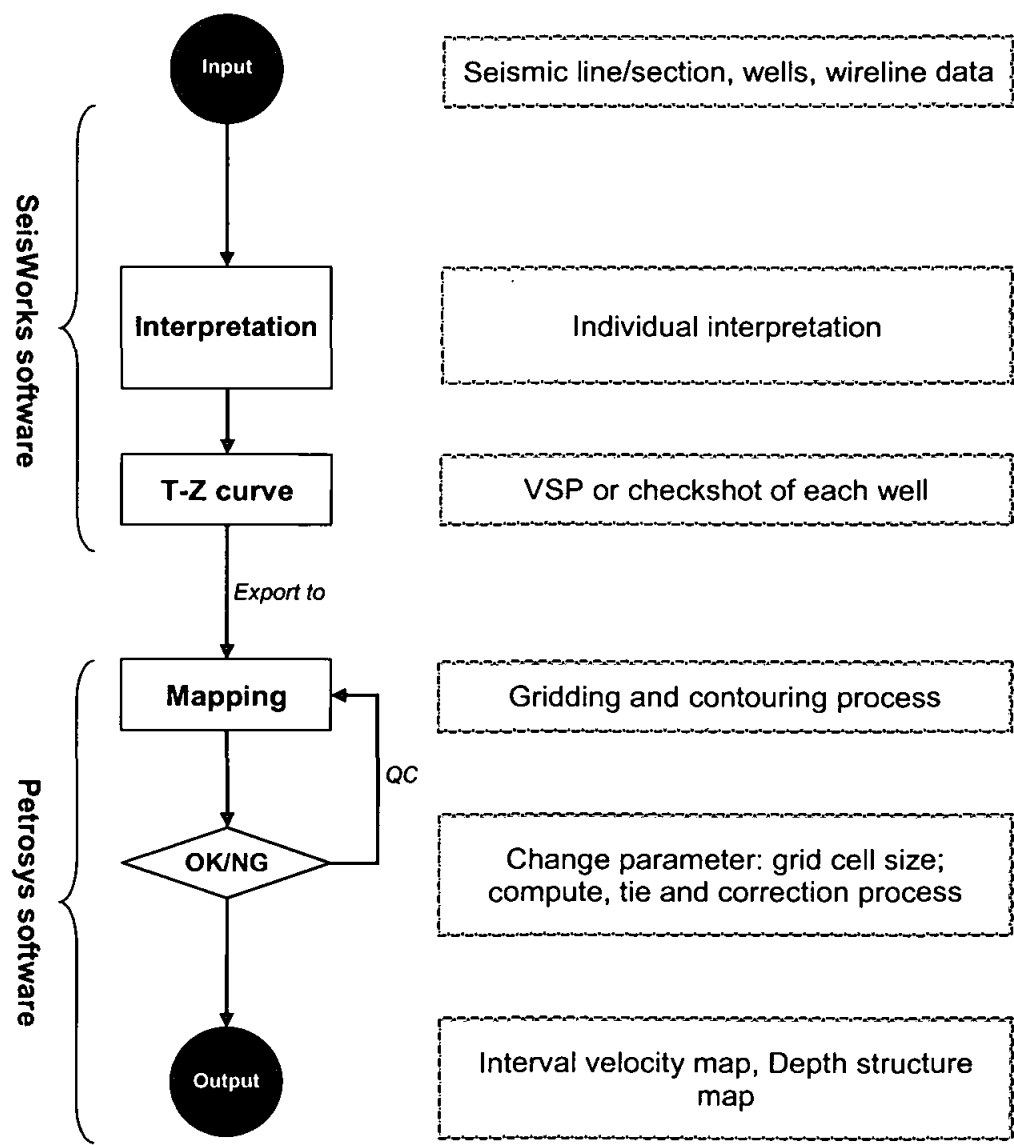 Input
Seismic line/section, wells, wireline data
SeisWorks software
Interpretation
Individual interpretation
T-Z curve
VSP or checkshot of each well
Export to
Mapping
Gridding and contouring process
QC
Petrosys software
OK/NG
Change parameter: grid cell size;
compute, tie and correction process
Output
Interval velocity map, Depth structure
map